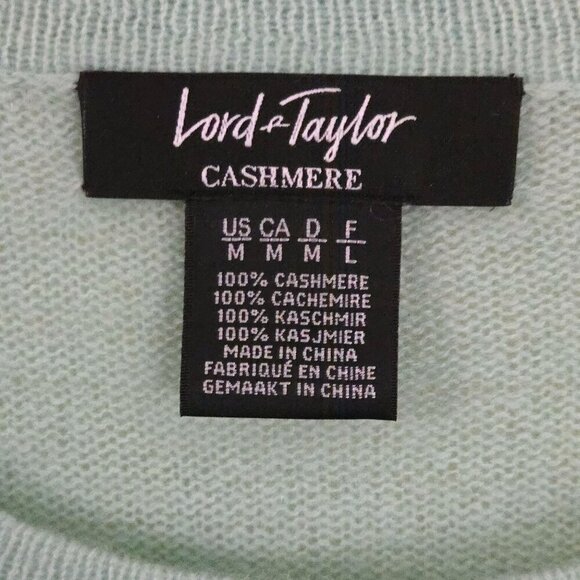 Lord & Taylor
CASHMERE
US CA D F
M M M L
100% CASHMERE
100% CACHEMIRE
100% KASCHMIR
100% KASJMIER
MADE IN CHINA
FABRIQUÉ EN CHINE
GEMAAKT IN CHINA